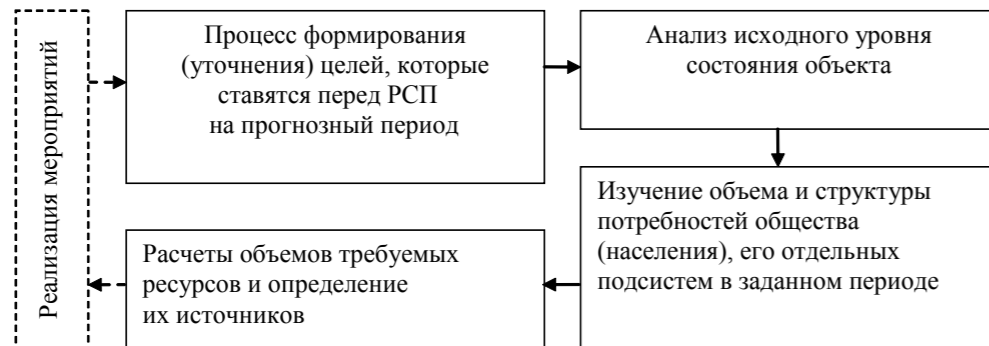 Реализация мероприятий
Процесс формирования
(уточнения) целей, которые
ставятся перед РСП
на прогнозный период
Анализ исходного уровня
состояния объекта
Изучение объема и структуры
потребностей общества
(населения), его отдельных
подсистем в заданном периоде
Расчеты объемов требуемых
ресурсов и определение
их источников